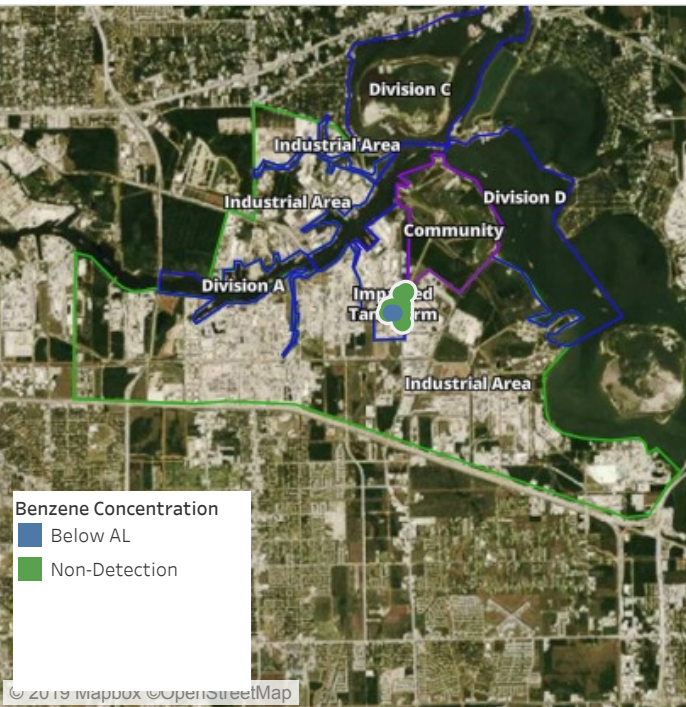 Division C
Industrial Area
Division D
Industrial Area
Community
Division A
Industrial Area
Benzene Concentration
Below AL
Non-Detection
© 2019 Mapbox ©OpenStreetMap